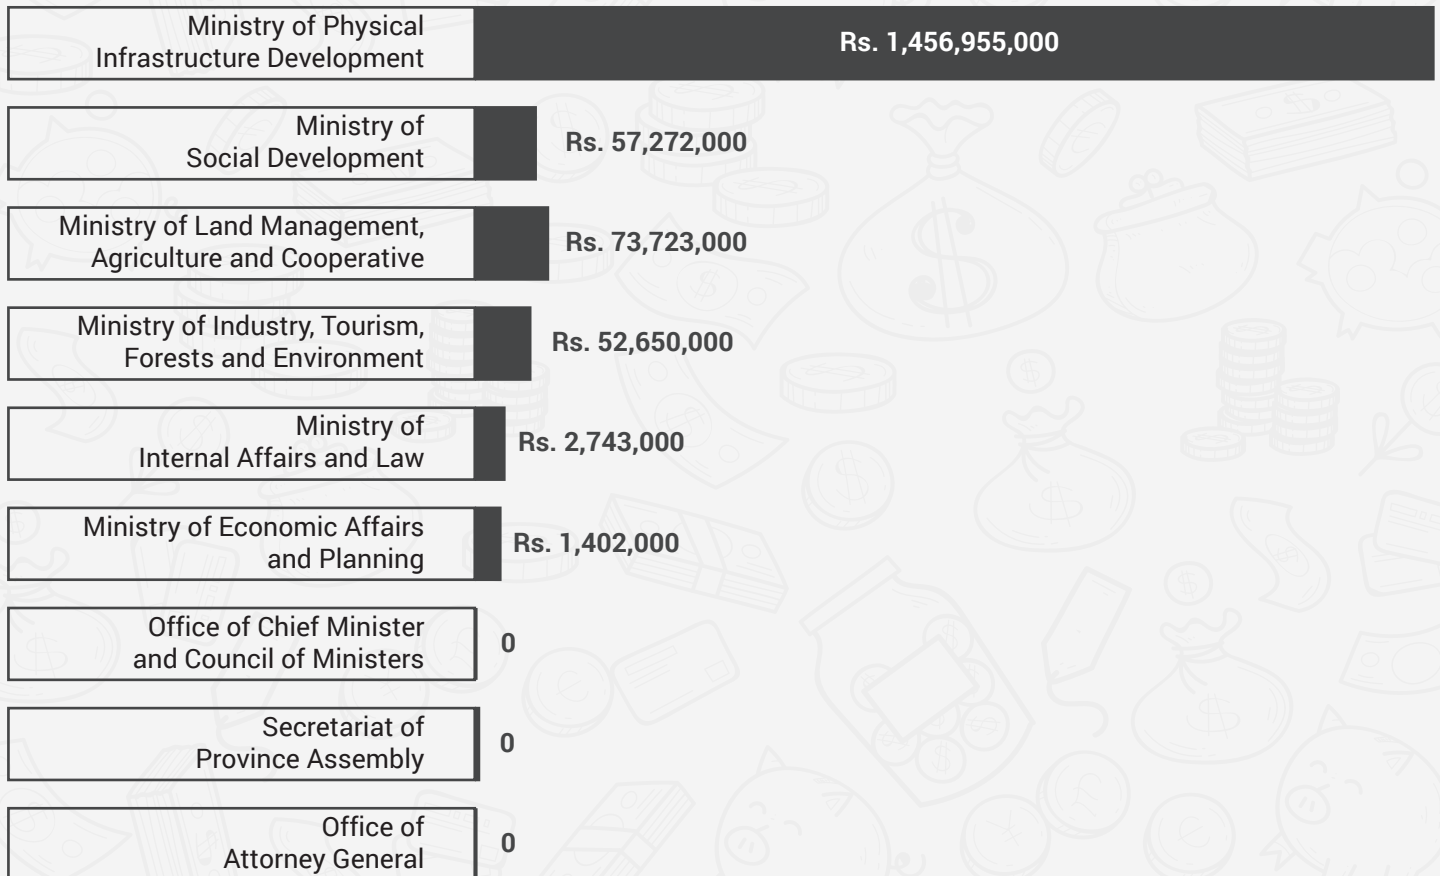 Ministry of Physical
Infrastructure Development
Rs. 1,456,955,000
Ministry of
Social Development
Rs. 57,272,000
Ministry of Land Management,
Agriculture and Cooperative
Rs. 73,723,000
Ministry of Industry, Tourism,
Forests and Environment
Rs. 52,650,000
Ministry of
Internal Affairs and Law
Rs. 2,743,000
Ministry of Economic Affairs
and Planning
Rs. 1,402,000
Office of Chief Minister
and Council of Ministers
0
Secretariat of
Province Assembly
0
Office of
Attorney General
0